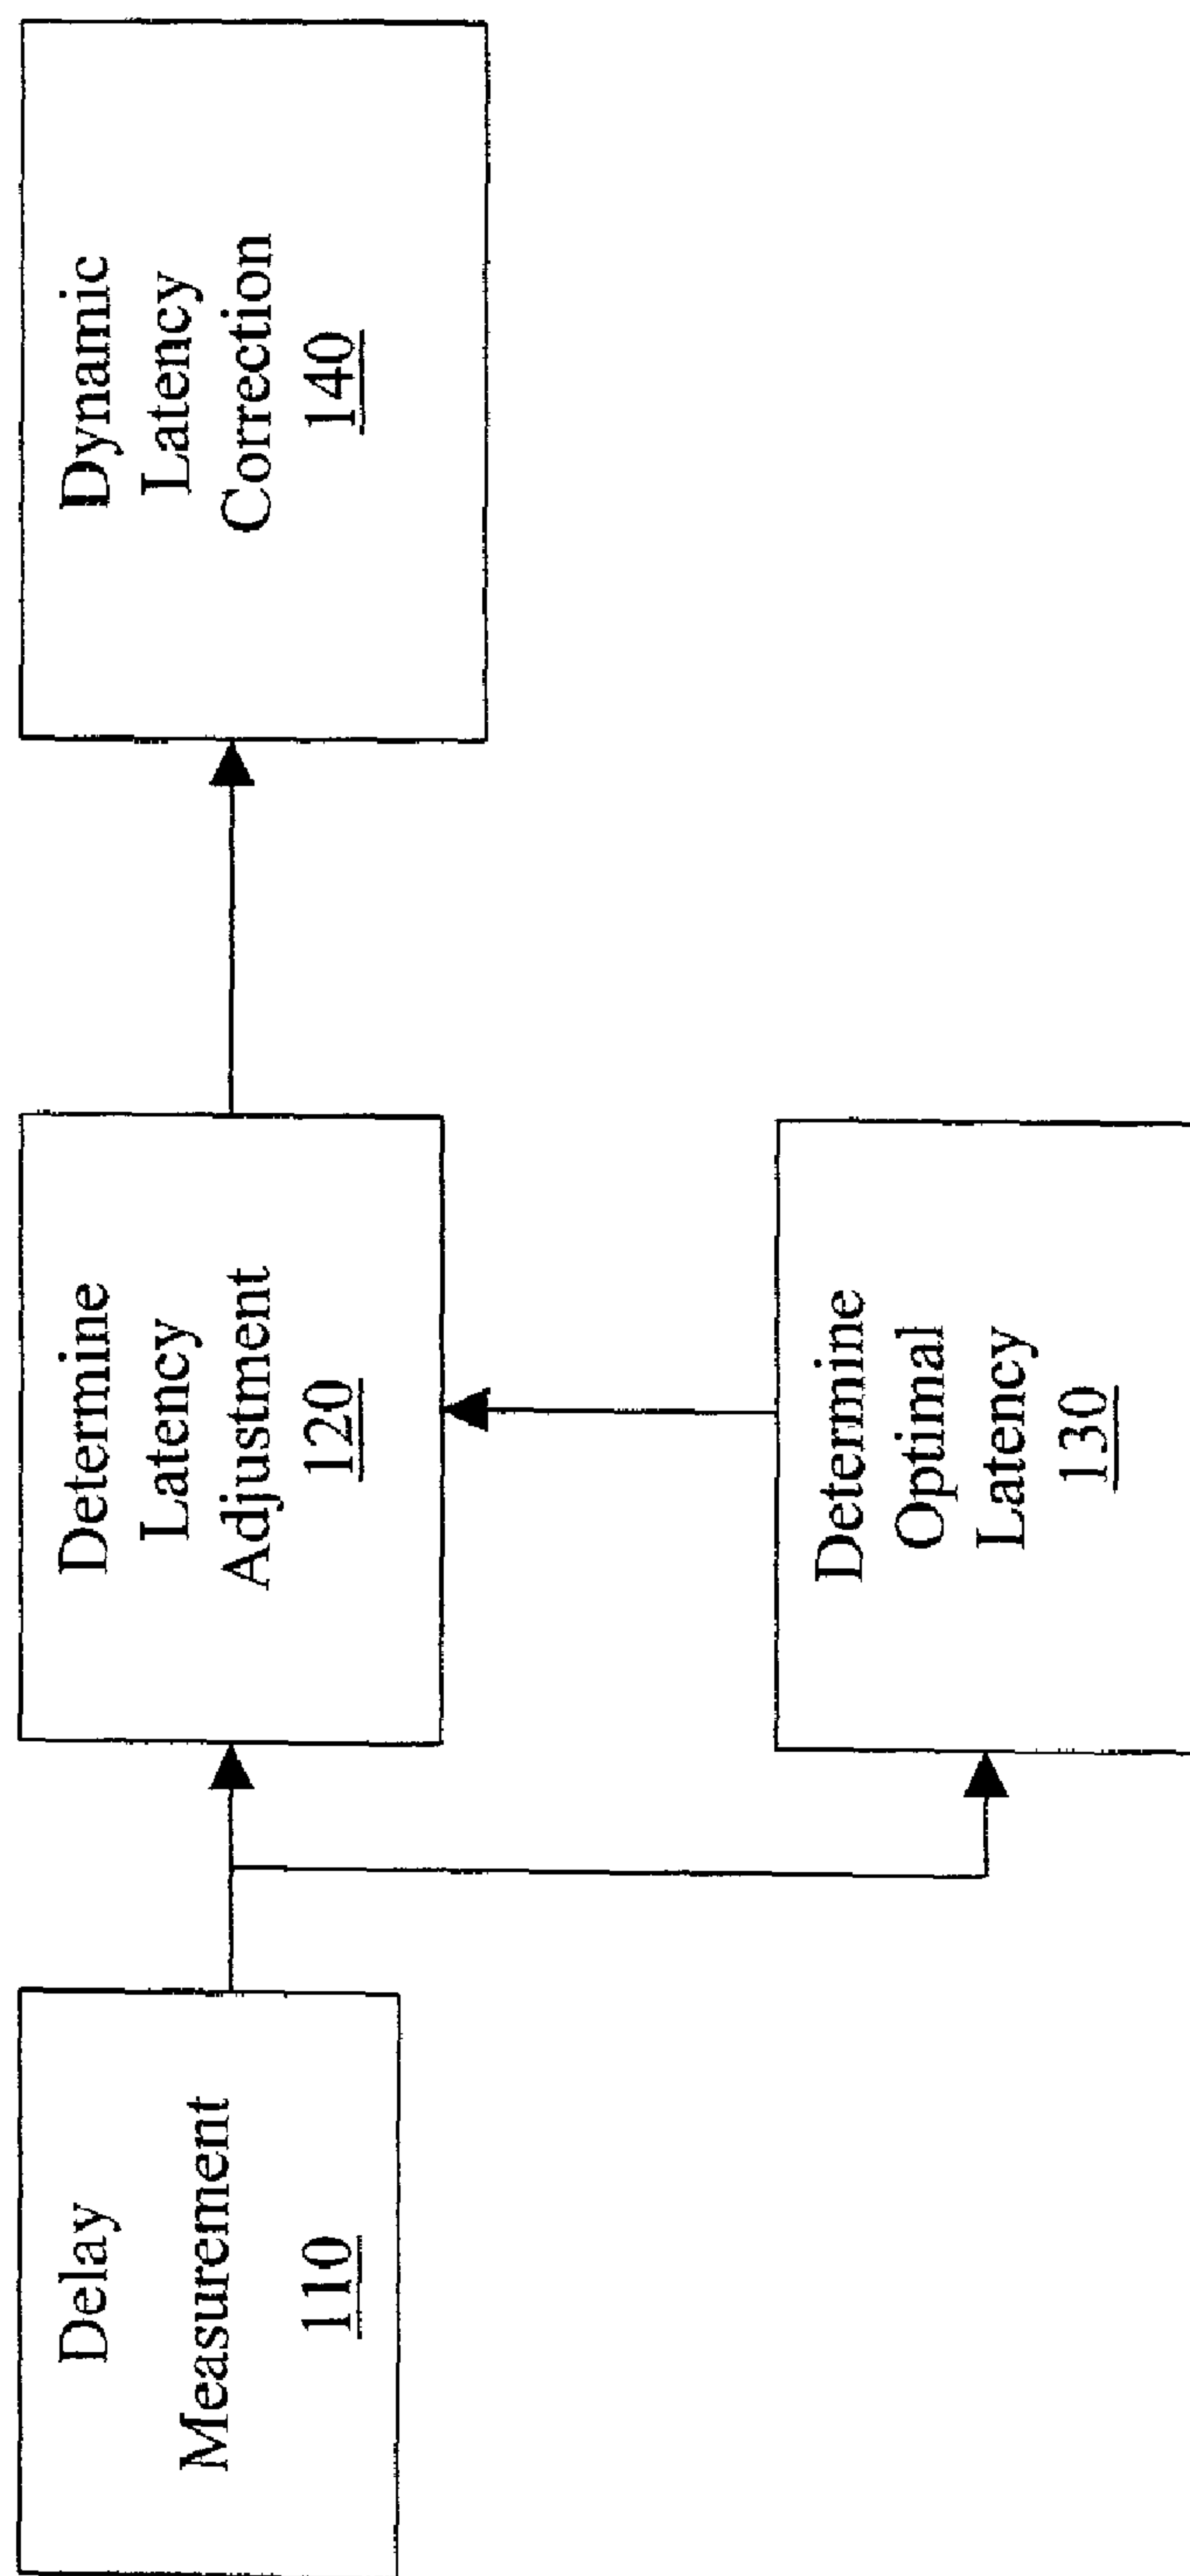 Delay
Measurement
110
Determine
Latency
Adjustment
120
Determine
Optimal
Latency
130
Dynamic
Latency
Correction
140